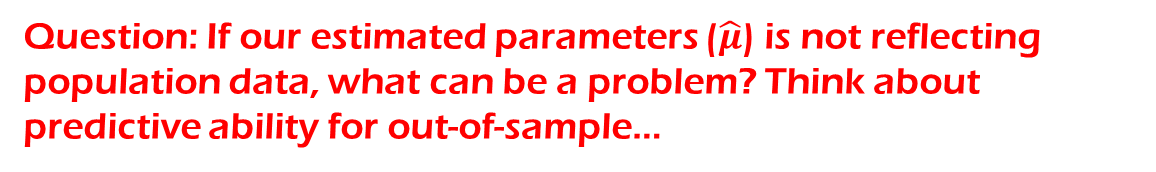 Question: If our estimated parameters (μ̂) is not reflecting
population data, what can be a problem? Think about
predictive ability for out-of-sample...